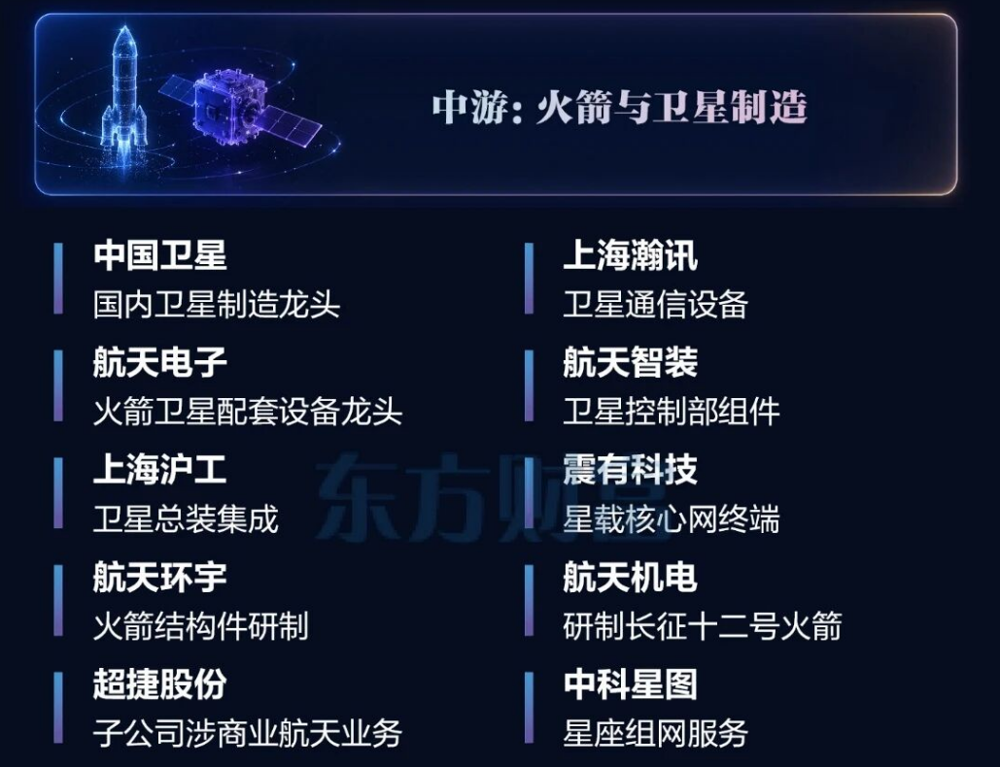 中游: 火箭与卫星制造
中国卫星
国内卫星制造龙头
航天电子
火箭卫星配套设备龙头
上海沪工
卫星总装集成
航天环宇
火箭结构件研制
超捷股份
子公司涉商业航天业务
上海瀚讯
卫星通信设备
航天智装
卫星控制部组件
震有科技
星载核心网终端
航天机电
研制长征十二号火箭
中科星图
星座组网服务
东方财